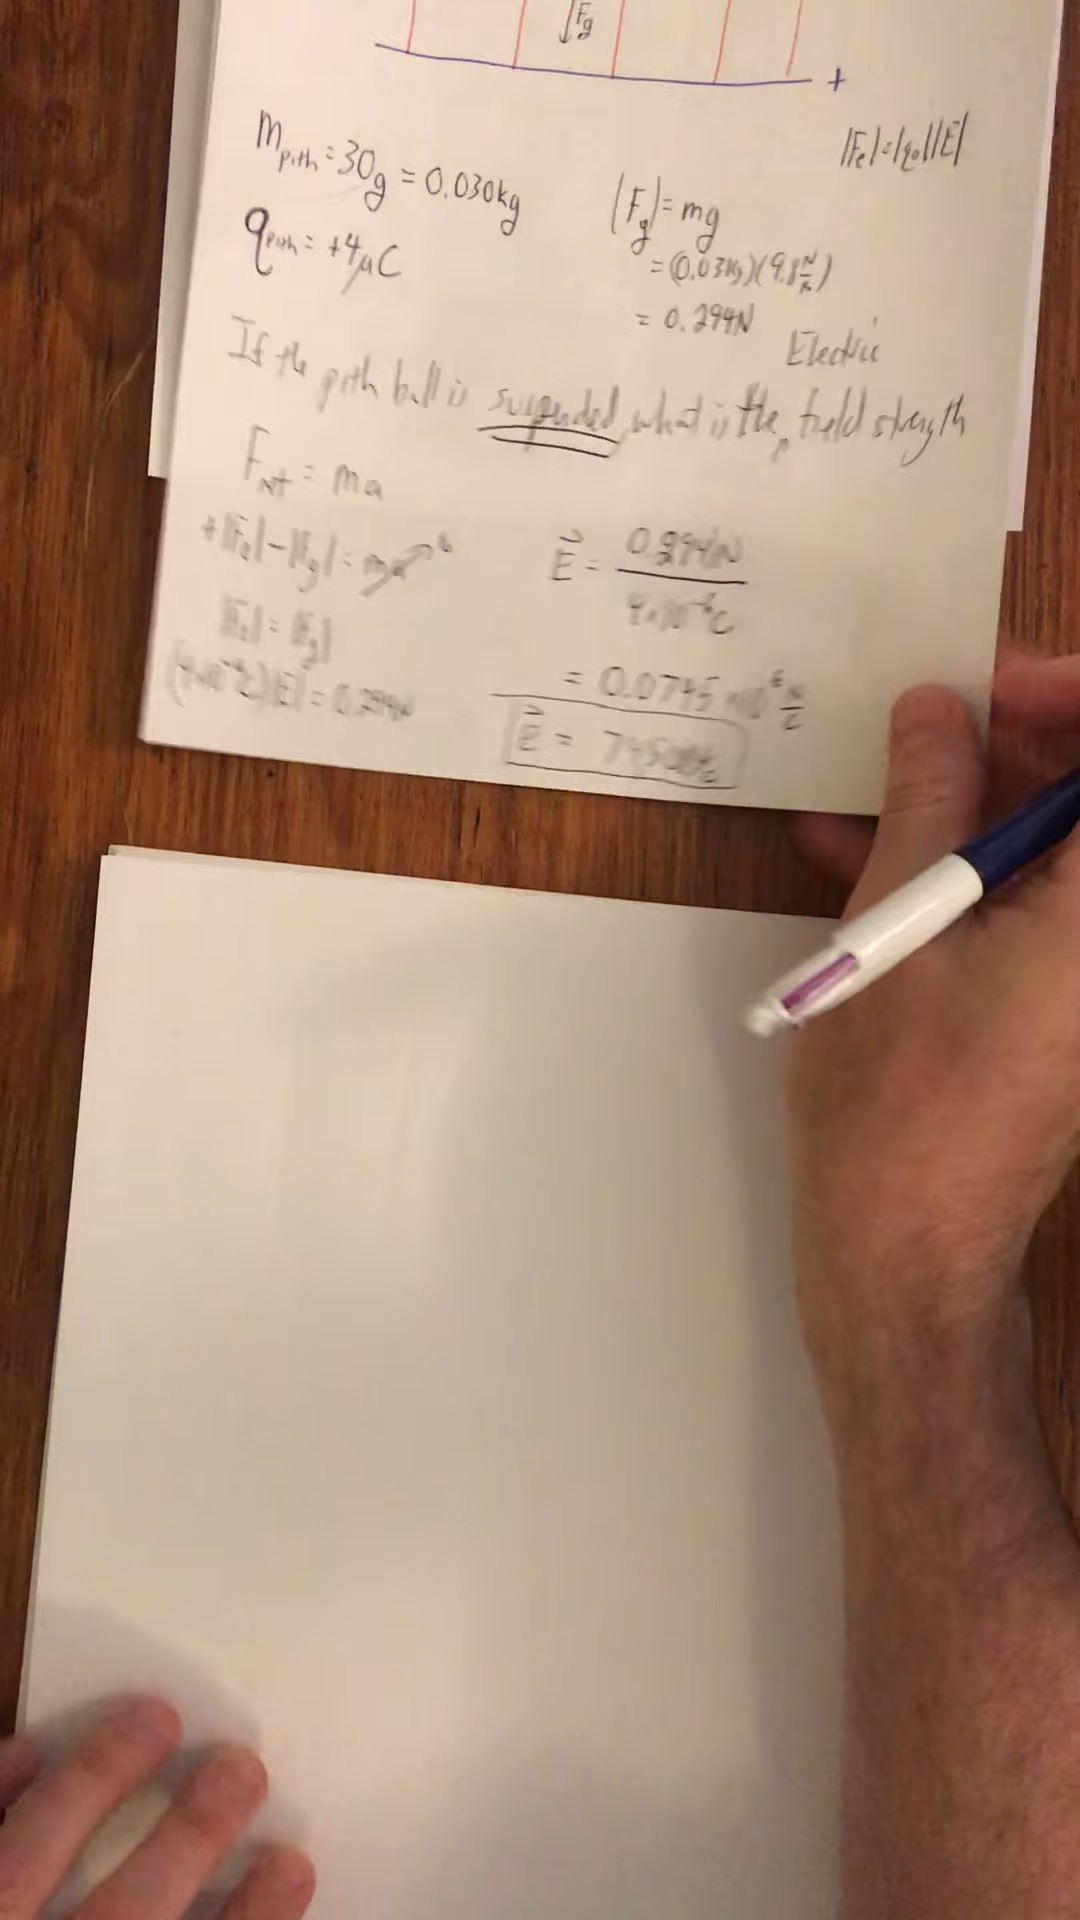 Fg
+
|Fe|=|q0||E|
mpith = 30g = 0.030kg
qpith = +4μC
|Fg| = mg
= (0.03kg)(9.8 N/kg)
= 0.294N
Electric
If the pith ball is suspended, what is the field strength
Fnet = ma
+|Fe|-|Fg| = ma
|Fe| = |Fg|
(4×10⁻⁶C)|E| = 0.294N
E = 0.294N / 4×10⁻⁶C
= 0.0745 ×10⁶ N/C
E = 74500 N/C